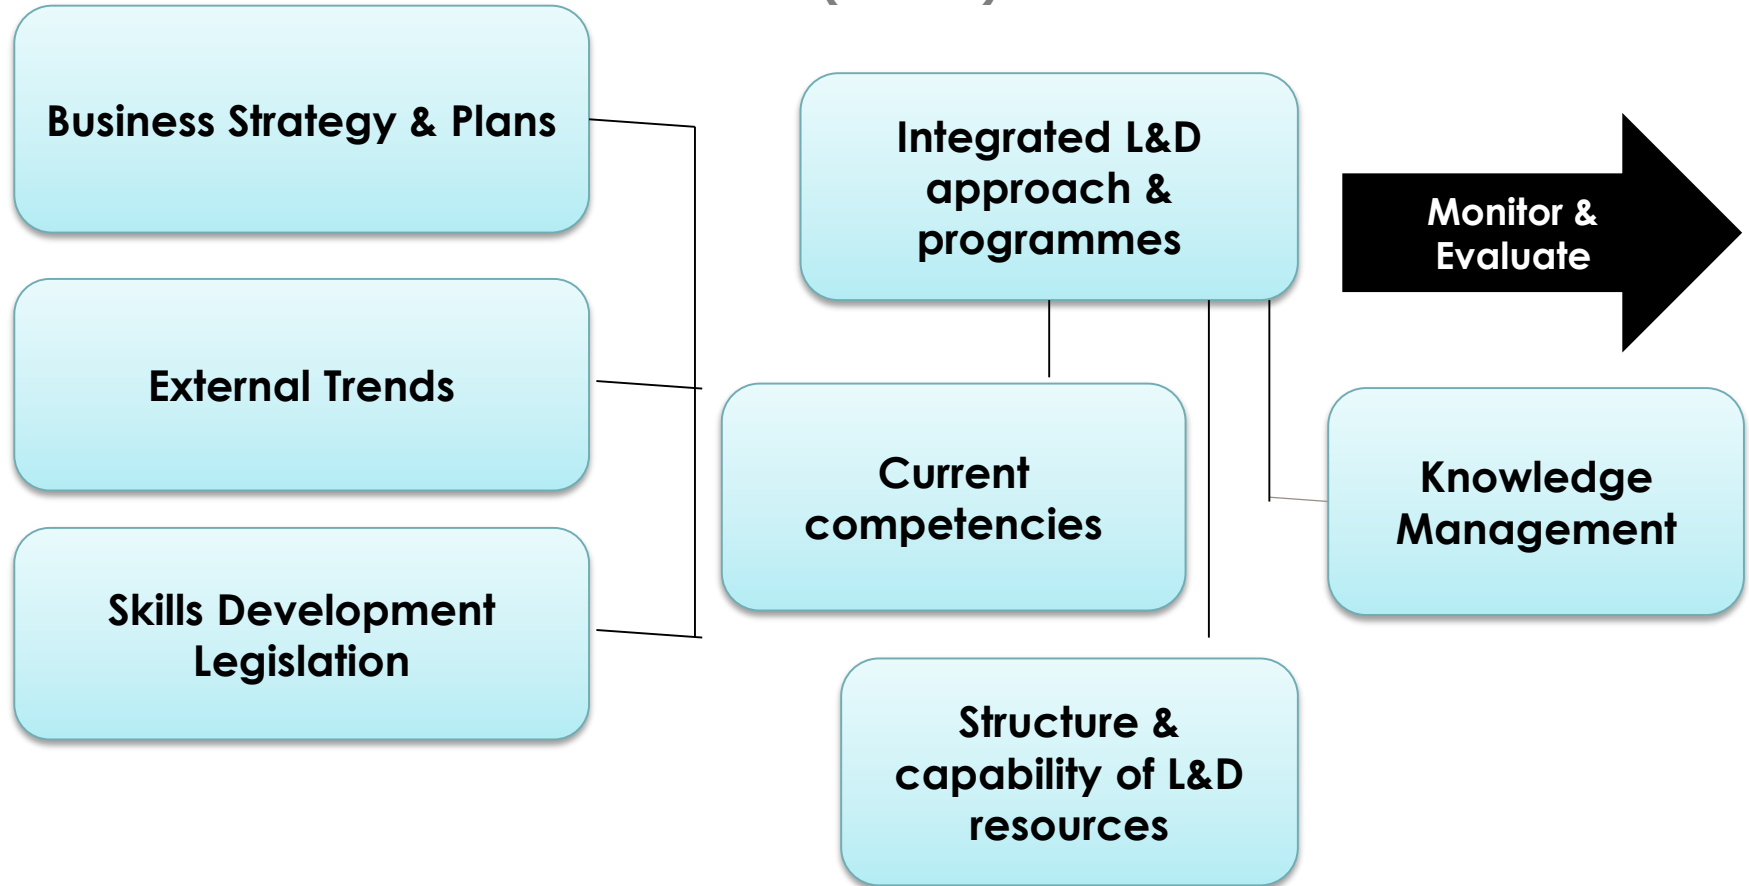 Business Strategy & Plans
External Trends
Skills Development
Legislation
Integrated L&D
approach &
programmes
Current
competencies
Structure &
capability of L&D
resources
Monitor &
Evaluate
Knowledge
Management